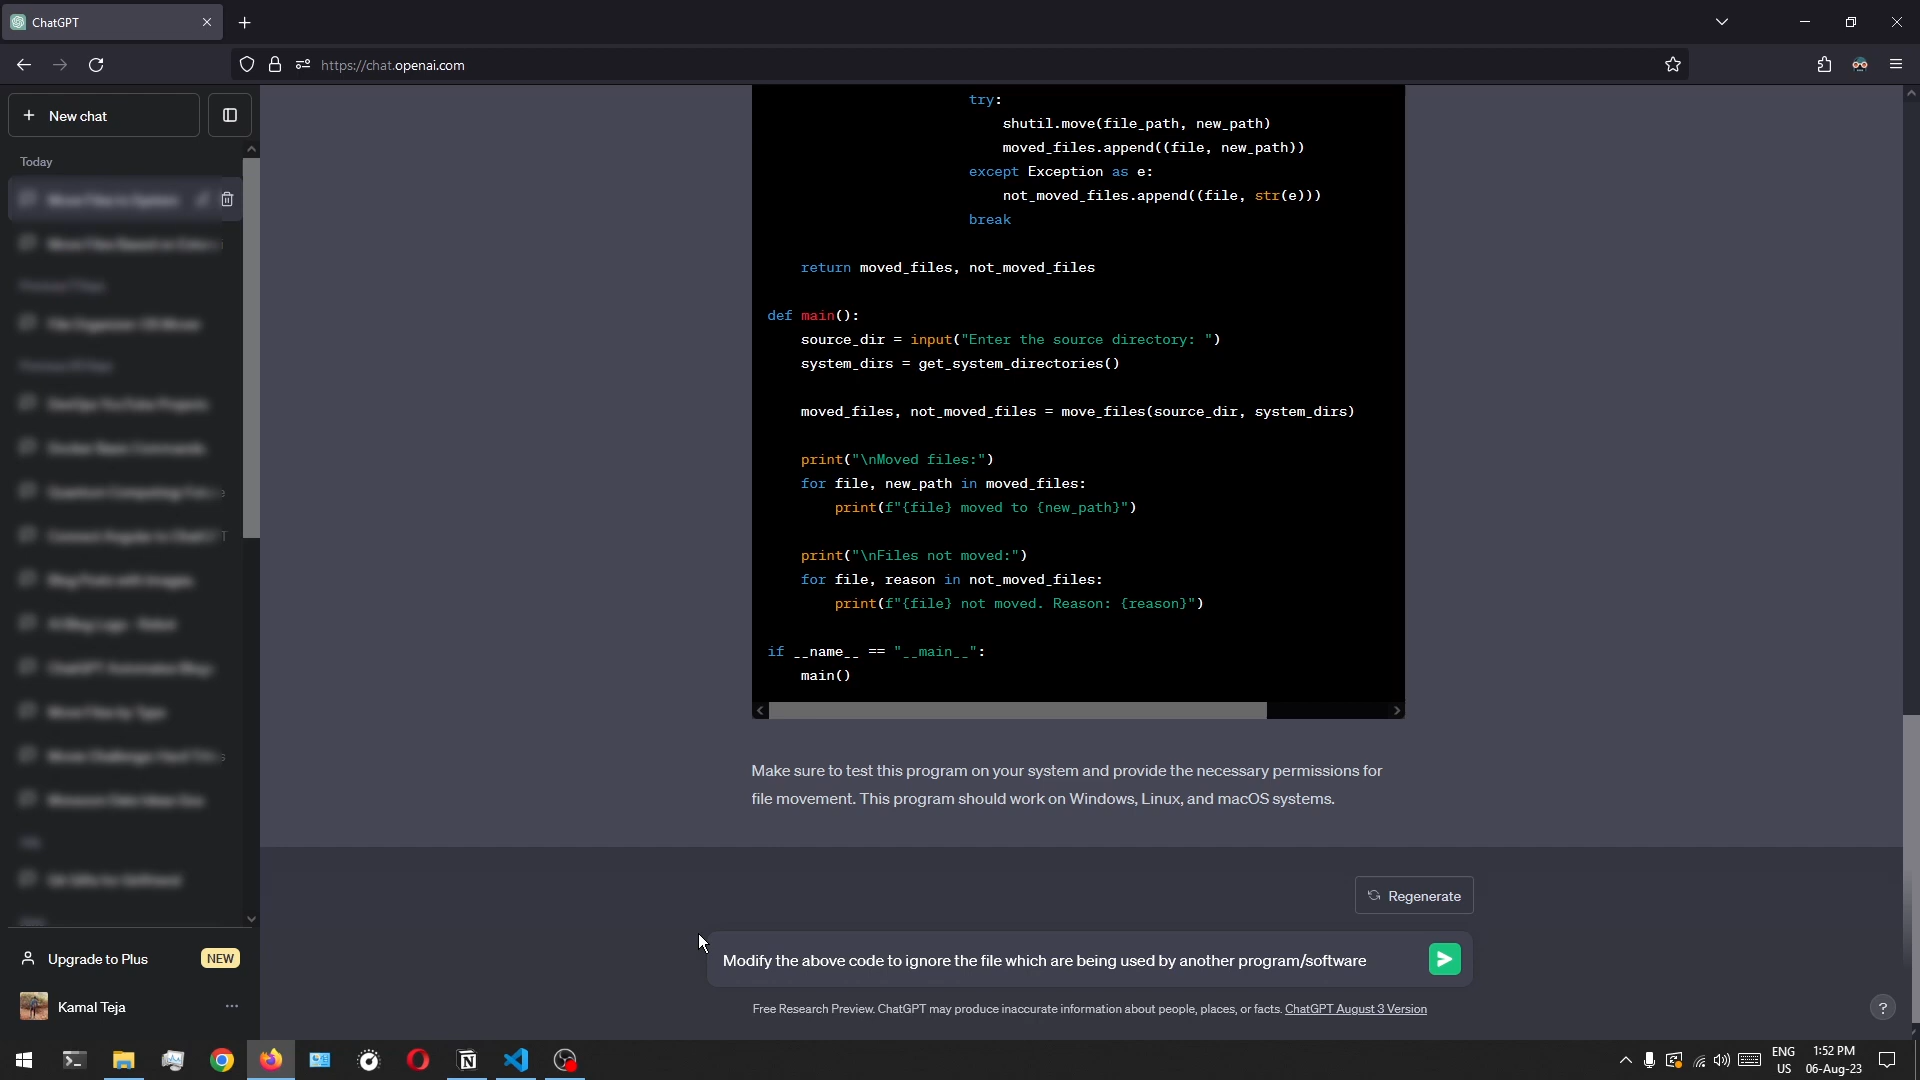 ChatGPT
https://chat.openai.com
New chat
Today
Upgrade to Plus
NEW
Kamal Teja
try:
shutil.move(file_path, new_path)
moved_files.append((file, new_path))
except Exception as e:
not_moved_files.append((file, str(e)))
break
return moved_files, not_moved_files
def main():
source_dir = input("Enter the source directory: ")
system_dirs = get_system_directories()
moved_files, not_moved_files = move_files(source_dir, system_dirs)
print("\nMoved files:")
for file, new_path in moved_files:
print(f"{file} moved to {new_path}")
print("\nFiles not moved:")
for file, reason in not_moved_files:
print(f"{file} not moved. Reason: {reason}")
if __name__ == "__main__":
main()
Make sure to test this program on your system and provide the necessary permissions for
file movement. This program should work on Windows, Linux, and macOS systems.
Regenerate
Modify the above code to ignore the file which are being used by another program/software
Free Research Preview. ChatGPT may produce inaccurate information about people, places, or facts. ChatGPT August 3 Version
?
ENG
US
1:52 PM
06-Aug-23